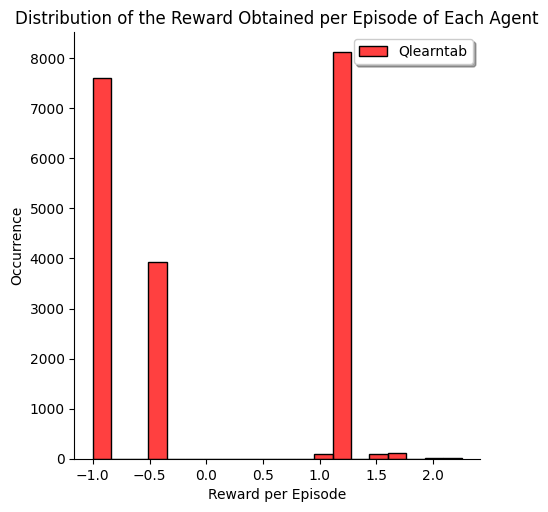 Distribution of the Reward Obtained per Episode of Each Agent
Qlearntab
8000
7000
6000
5000
4000
3000
2000
1000
0
Occurrence
−1.0 −0.5 0.0 0.5 1.0 1.5 2.0
Reward per Episode